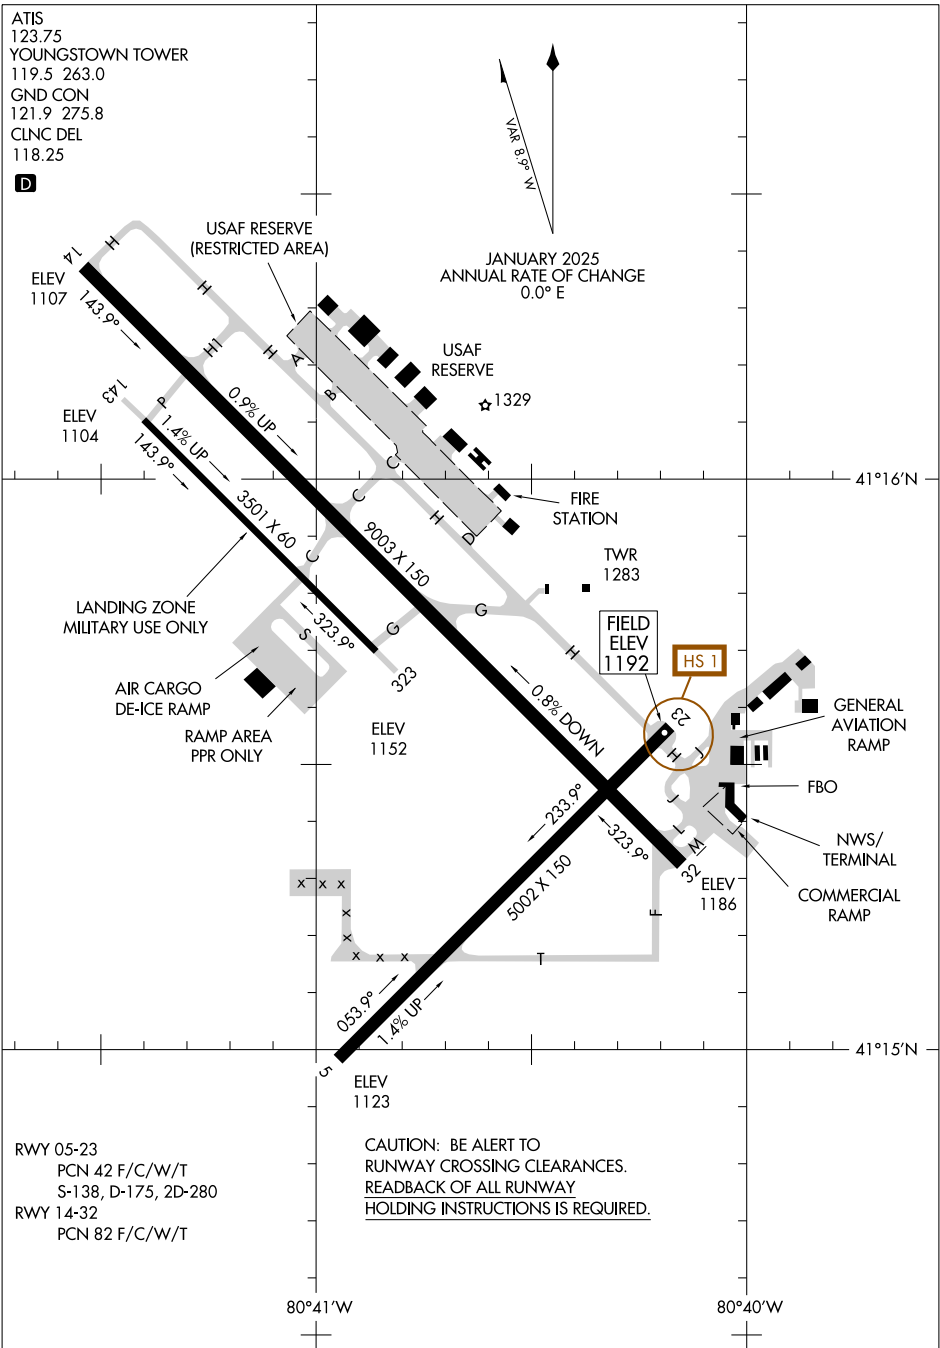 ATIS
123.75
YOUNGSTOWN TOWER
119.5 263.0
GND CON
121.9 275.8
CLNC DEL
118.25
D
VAR 8.9° W
JANUARY 2025
ANNUAL RATE OF CHANGE
0.0° E
USAF RESERVE
(RESTRICTED AREA)
14
H
ELEV
1107
143.9°
H
HI
H
A
B
USAF
RESERVE
1329
143
P
ELEV
1104
1.4% UP
143.9°
0.9% UP
41°16'N
C
C
H
D
FIRE
STATION
3501 X 60
9003 X 150
C
TWR
1283
LANDING ZONE
MILITARY USE ONLY
323.9°
S
G
G
H
FIELD
ELEV
1192
HS 1
323
AIR CARGO
DE-ICE RAMP
RAMP AREA
PPR ONLY
ELEV
1152
0.8% DOWN
23
H
J
GENERAL
AVIATION
RAMP
FBO
J
233.9°
323.9°
L
M
NWS/
TERMINAL
32
ELEV
1186
COMMERCIAL
RAMP
5002 X 150
X X X
X
X
X X X
F
T
053.9°
1.4% UP
41°15'N
5
ELEV
1123
RWY 05-23
PCN 42 F/C/W/T
S-138, D-175, 2D-280
RWY 14-32
PCN 82 F/C/W/T
CAUTION: BE ALERT TO
RUNWAY CROSSING CLEARANCES.
READBACK OF ALL RUNWAY
HOLDING INSTRUCTIONS IS REQUIRED.
80°41'W
80°40'W